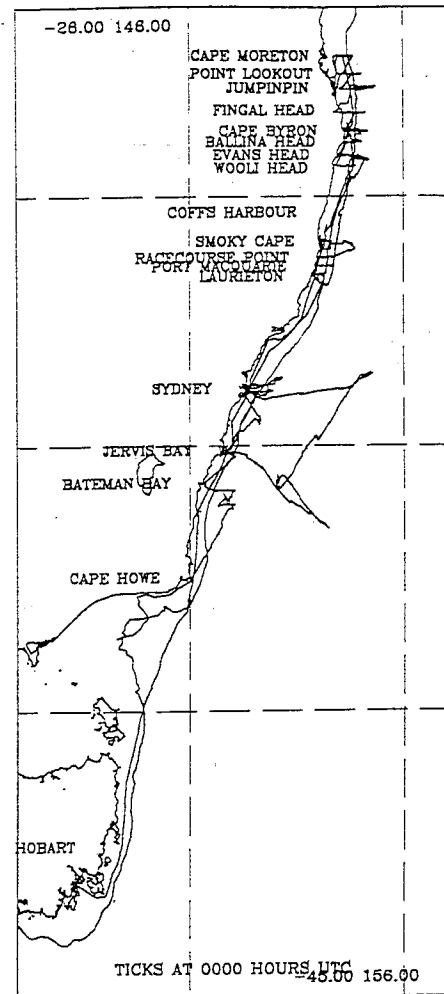 -26.00 146.00
CAPE MORETON
POINT LOOKOUT
JUMPINPIN
FINGAL HEAD
CAPE BYRON
BALLINA HEAD
EVANS HEAD
WOOLI HEAD
COFFS HARBOUR
SMOKY CAPE
RACECOURSE POINT
PORT MACQUARIE
LAURIETON
SYDNEY
JERVIS BAY
BATEMAN BAY
CAPE HOWE
HOBART
TICKS AT 0000 HOURS UTC
-45.00 156.00